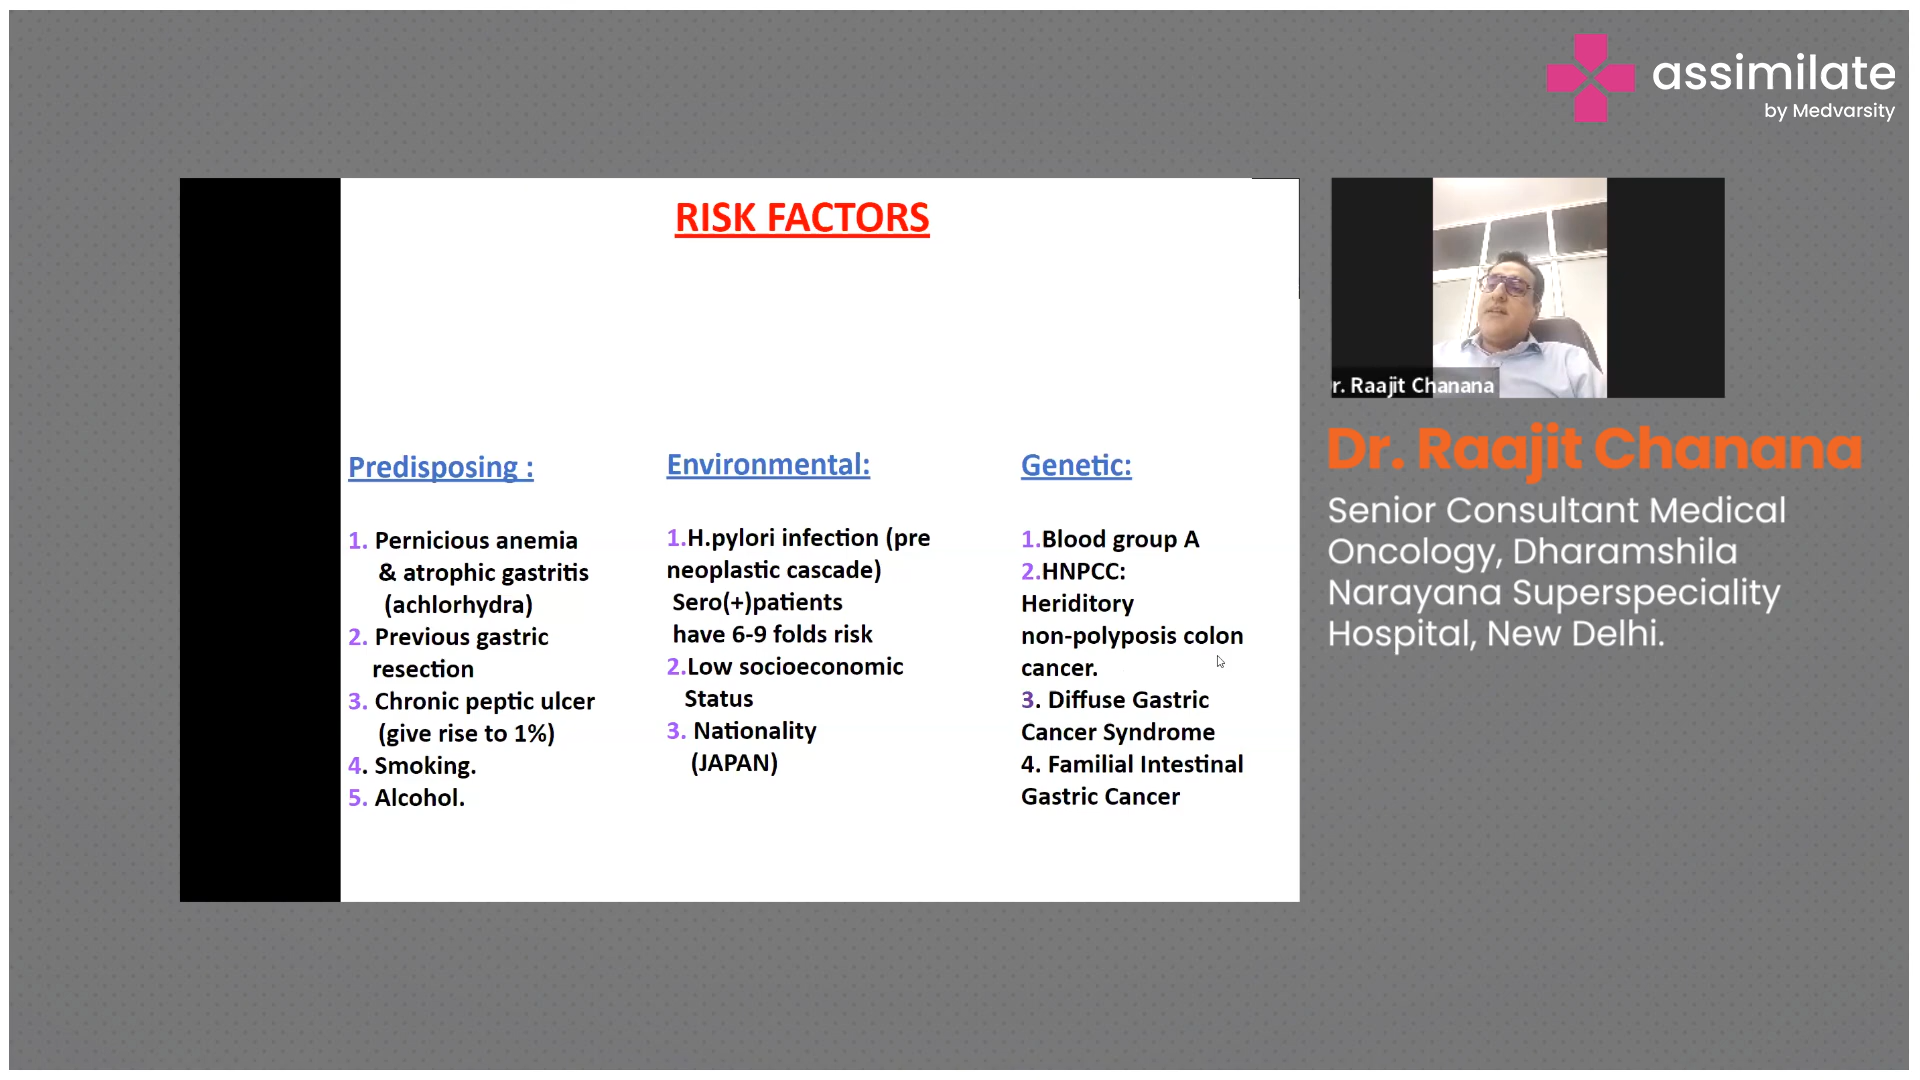 assimilate
by Medvarsity
RISK FACTORS
Predisposing :
1. Pernicious anemia
& atrophic gastritis
(achlorhydra)
2. Previous gastric
resection
3. Chronic peptic ulcer
(give rise to 1%)
4. Smoking.
5. Alcohol.
Environmental:
1.H.pylori infection (pre
neoplastic cascade)
Sero(+)patients
have 6-9 folds risk
2.Low socioeconomic
Status
3. Nationality
(JAPAN)
Genetic:
1.Blood group A
2.HNPCC:
Heriditory
non-polyposis colon
cancer.
3. Diffuse Gastric
Cancer Syndrome
4. Familial Intestinal
Gastric Cancer
r. Raajit Chanana
Dr. Raajit Chanana
Senior Consultant Medical
Oncology, Dharamshila
Narayana Superspeciality
Hospital, New Delhi.